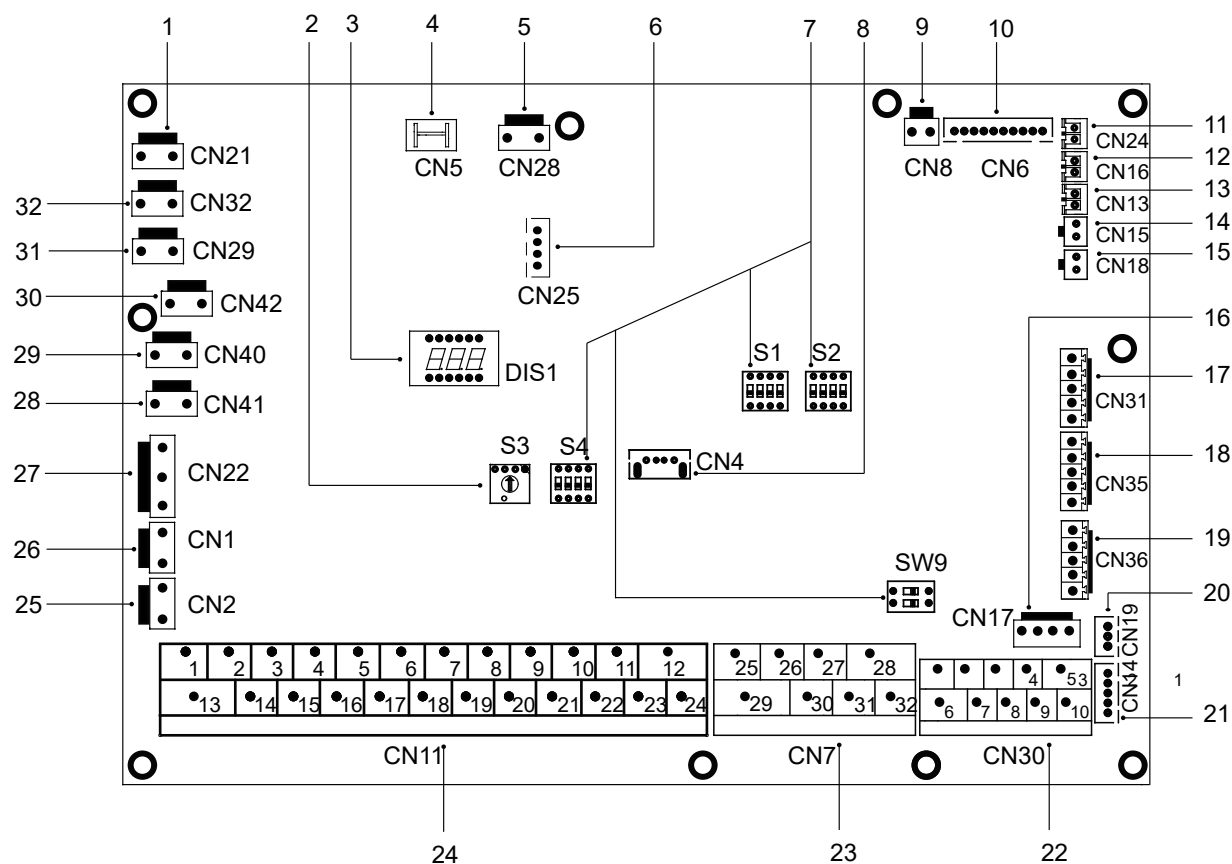 1
2
3
4
5
6
7
8
9
10
11
12
13
14
15
16
17
18
19
20
21
22
23
24
25
26
27
28
29
30
31
32
CN21
CN32
CN29
CN42
CN40
CN41
CN22
CN1
CN2
CN5
CN28
CN25
DIS1
S3
S4
CN4
S1
S2
SW9
CN8
CN6
CN24
CN16
CN13
CN15
CN18
CN31
CN35
CN36
CN17
CN19
CN14
1
1 2 3 4 5 6 7 8 9 10 11 12
13 14 15 16 17 18 19 20 21 22 23 24
CN11
25 26 27 28
29 30 31 32
CN7
4 53
6 7 8 9 10
CN30